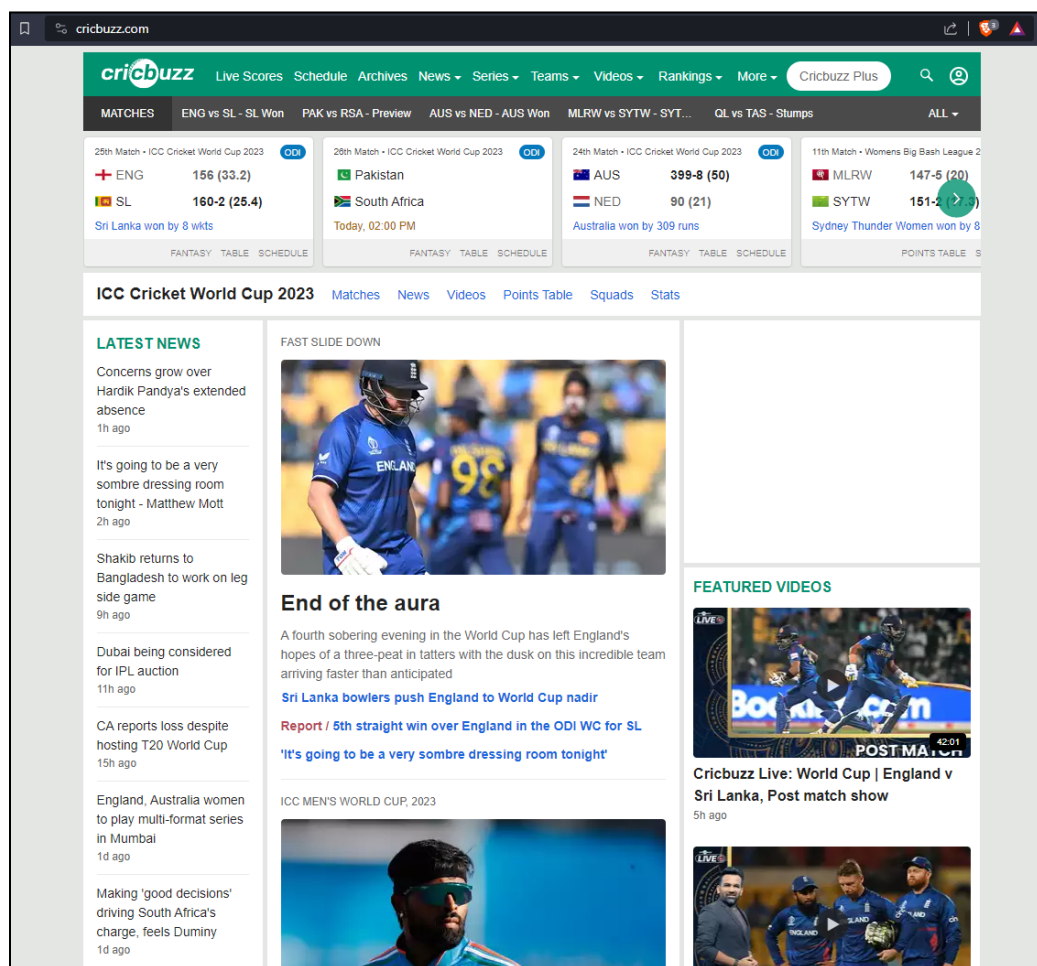 cricbuzz.com
3
cricbuzz Live Scores Schedule Archives News Series Teams Videos Rankings More Cricbuzz Plus
MATCHES ENG vs SL - SL Won PAK vs RSA - Preview AUS vs NED - AUS Won MLRW vs SYTW - SYT... QL vs TAS - Stumps ALL
25th Match • ICC Cricket World Cup 2023 ODI
ENG 156 (33.2)
SL 160-2 (25.4)
Sri Lanka won by 8 wkts
FANTASY TABLE SCHEDULE
26th Match • ICC Cricket World Cup 2023 ODI
Pakistan
South Africa
Today, 02:00 PM
FANTASY TABLE SCHEDULE
24th Match • ICC Cricket World Cup 2023 ODI
AUS 399-8 (50)
NED 90 (21)
Australia won by 309 runs
FANTASY TABLE SCHEDULE
11th Match • Womens Big Bash League 2
MLRW 147-5 (20)
SYTW 151-2
Sydney Thunder Women won by 8
POINTS TABLE S
ICC Cricket World Cup 2023 Matches News Videos Points Table Squads Stats
LATEST NEWS
Concerns grow over
Hardik Pandya's extended
absence
1h ago
It's going to be a very
sombre dressing room
tonight - Matthew Mott
2h ago
Shakib returns to
Bangladesh to work on leg
side game
9h ago
Dubai being considered
for IPL auction
11h ago
CA reports loss despite
hosting T20 World Cup
15h ago
England, Australia women
to play multi-format series
in Mumbai
1d ago
Making 'good decisions'
driving South Africa's
charge, feels Duminy
1d ago
FAST SLIDE DOWN
ENGLAND
98
End of the aura
A fourth sobering evening in the World Cup has left England's
hopes of a three-peat in tatters with the dusk on this incredible team
arriving faster than anticipated
Sri Lanka bowlers push England to World Cup nadir
Report / 5th straight win over England in the ODI WC for SL
'It's going to be a very sombre dressing room tonight'
ICC MEN'S WORLD CUP, 2023
FEATURED VIDEOS
LIVE
POST MATCH
42:01
Cricbuzz Live: World Cup | England v
Sri Lanka, Post match show
5h ago
LIVE
ENGLAND